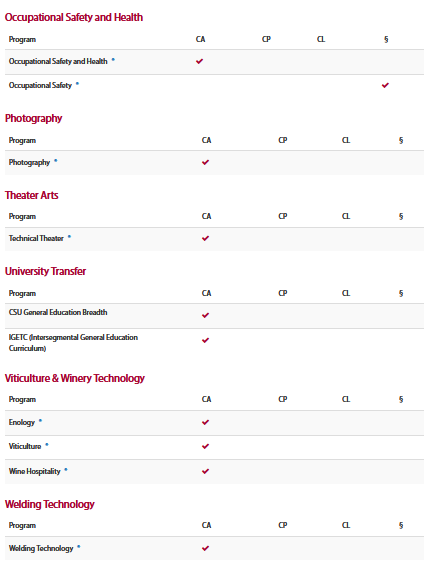 Occupational Safety and Health
Program CA CP CL §
Occupational Safety and Health * ✔
Occupational Safety * ✔
Photography
Program CA CP CL §
Photography * ✔
Theater Arts
Program CA CP CL §
Technical Theater * ✔
University Transfer
Program CA CP CL §
CSU General Education Breadth ✔
IGETC (Intersegmental General Education ✔
Curriculum)
Viticulture & Winery Technology
Program CA CP CL §
Enology * ✔
Viticulture * ✔
Wine Hospitality * ✔
Welding Technology
Program CA CP CL §
Welding Technology * ✔